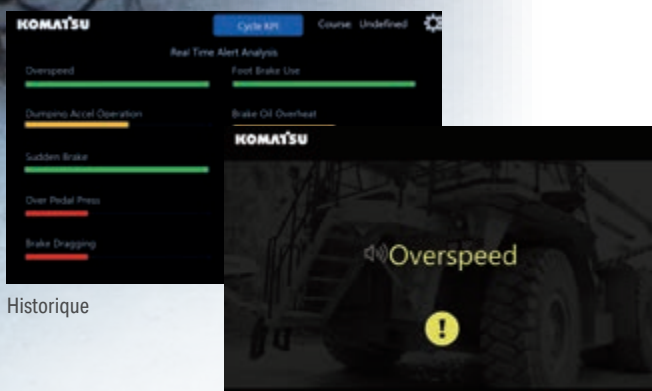 KOMATSU
Cycle KPI
Course: Undefined
Real Time Alert Analysis
Overspeed
Foot Brake Use
Dumping Accel Operation
Brake Oil Overheat
Sudden Brake
Over Pedal Press
Brake Dragging
Historique
KOMATSU
Overspeed
!